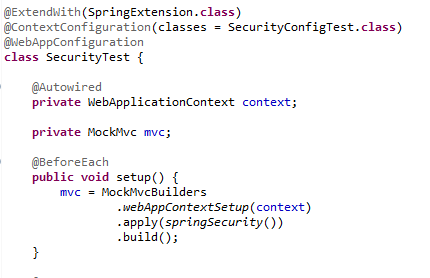 @ExtendWith(SpringExtension.class)
@ContextConfiguration(classes = SecurityConfigTest.class)
@WebAppConfiguration
class SecurityTest {
@Autowired
private WebApplicationContext context;
private MockMvc mvc;
@BeforeEach
public void setup() {
mvc = MockMvcBuilders
.webAppContextSetup(context)
.apply(springSecurity())
.build();
}